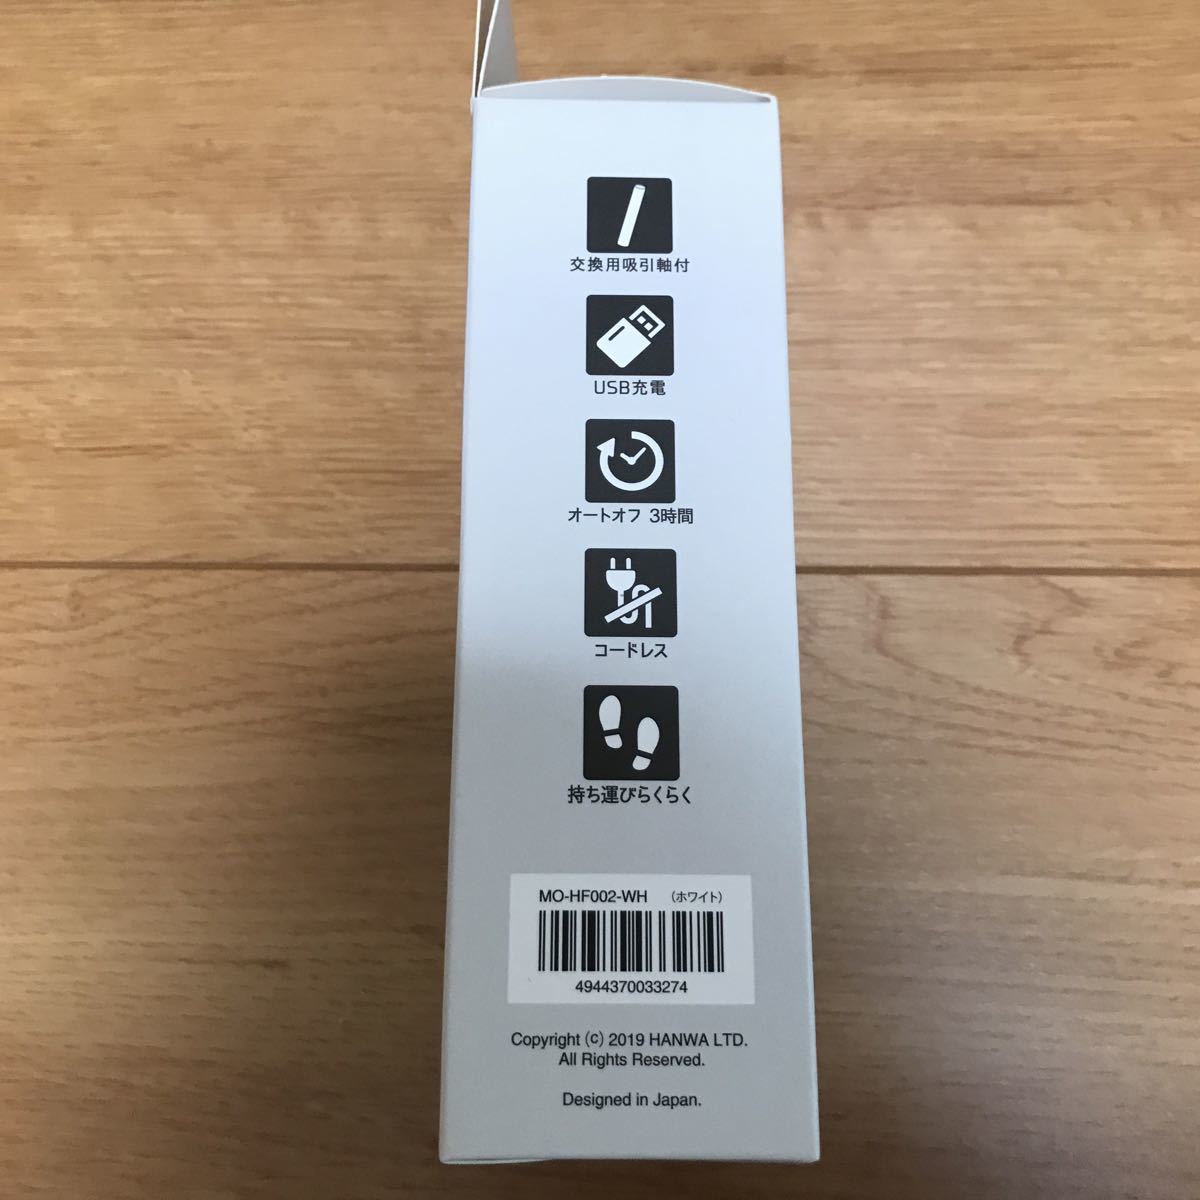 交換用吸引軸付
USB充電
オートオフ 3時間
コードレス
持ち運びらくらく
MO-HF002-WH (ホワイト)
4944370033274
Copyright (c) 2019 HANWA LTD.
All Rights Reserved.
Designed in Japan.